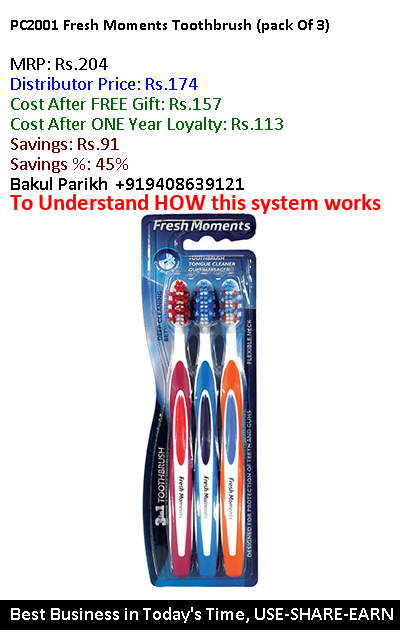 PC2001 Fresh Moments Toothbrush (pack Of 3)
MRP: Rs.204
Distributor Price: Rs.174
Cost After FREE Gift: Rs.157
Cost After ONE Year Loyalty: Rs.113
Savings: Rs.91
Savings %: 45%
Bakul Parikh +919408639121
To Understand HOW this system works
Fresh Moments
TOOTHBRUSH
TONGUE CLEANER
GUM MASSAGER
DEEP CLEANING
FLEXIBLE NECK
3in1 TOOTHBRUSH
Fresh Moments
Fresh Moments
Fresh Moments
DESIGNED FOR PROTECTION OF TEETH AND GUMS
Best Business in Today's Time, USE-SHARE-EARN